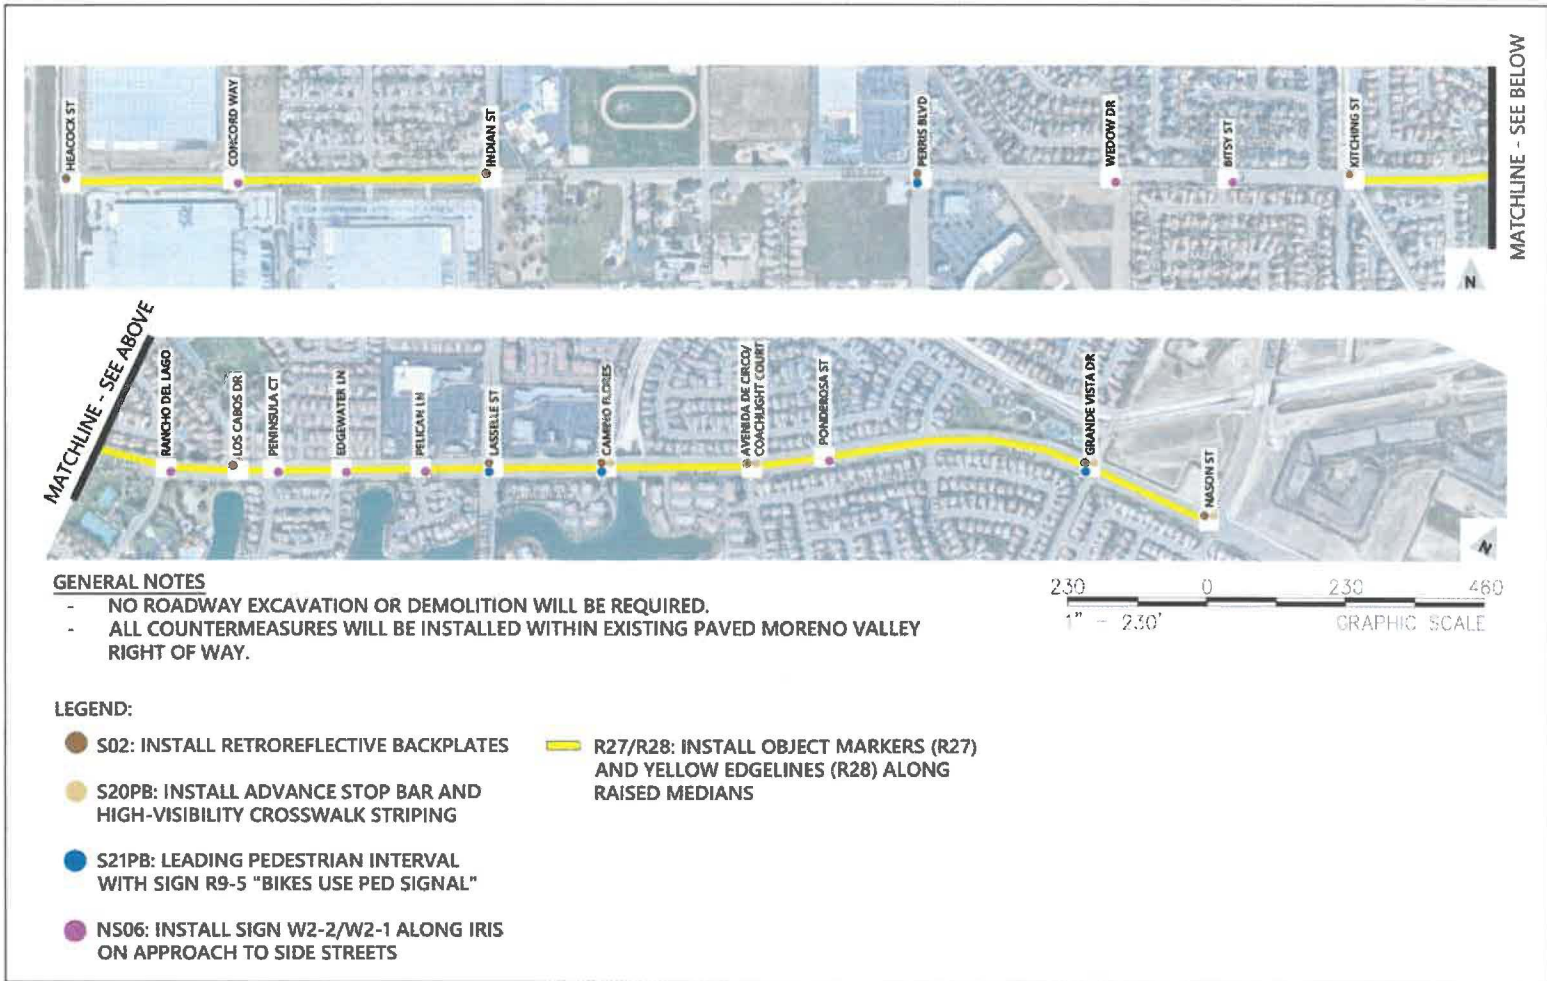 HEACOCK ST
CONCORD WAY
INDIAN ST
PERRIS BLVD
WEDOW DR
BITSY ST
KITCHING ST
MATCHLINE - SEE BELOW
N
MATCHLINE - SEE ABOVE
RANCHO DEL LAGO
LOS CABOS DR
PENINSULA CT
EDGEWATER LN
PELICAN LN
LASSELLE ST
CAMINO FLORES
AVENIDA DE CIRCO/
COACHLIGHT COURT
PONDEROSA ST
GRANDE VISTA DR
NASON ST
N
GENERAL NOTES
- NO ROADWAY EXCAVATION OR DEMOLITION WILL BE REQUIRED.
- ALL COUNTERMEASURES WILL BE INSTALLED WITHIN EXISTING PAVED MORENO VALLEY
RIGHT OF WAY.
230 0 230 460
1" = 230' GRAPHIC SCALE
LEGEND:
S02: INSTALL RETROREFLECTIVE BACKPLATES
S20PB: INSTALL ADVANCE STOP BAR AND
HIGH-VISIBILITY CROSSWALK STRIPING
S21PB: LEADING PEDESTRIAN INTERVAL
WITH SIGN R9-5 "BIKES USE PED SIGNAL"
NS06: INSTALL SIGN W2-2/W2-1 ALONG IRIS
ON APPROACH TO SIDE STREETS
R27/R28: INSTALL OBJECT MARKERS (R27)
AND YELLOW EDGELINES (R28) ALONG
RAISED MEDIANS